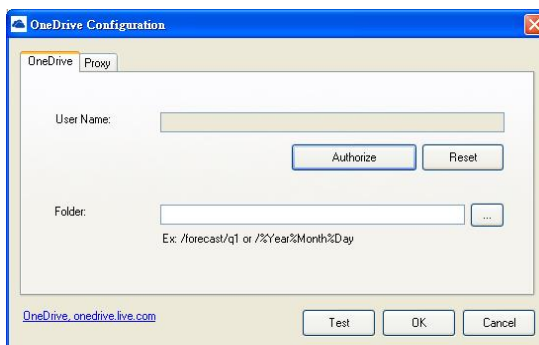 OneDrive Configuration
OneDrive Proxy
User Name:
Authorize Reset
Folder: ...
Ex: /forecast/q1 or /%Year%Month%Day
OneDrive, onedrive.live.com Test OK Cancel